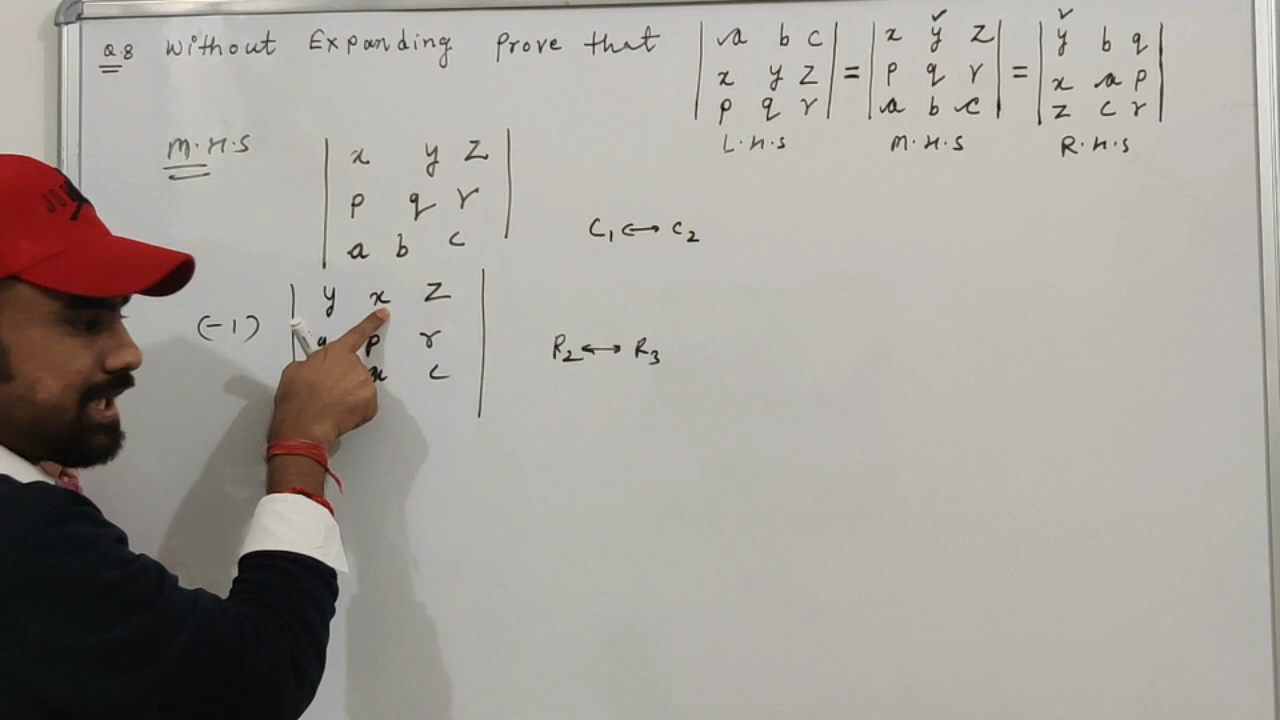 Q.8 Without Expanding Prove that |a b c| = |x y z| = |y b q|
|x y z| |p q r| |x a p|
|p q r| |a b c| |z c r|
L.H.S M.H.S R.H.S
M.H.S
|x y z|
|p q r|
|a b c|
C₁ ↔ C₂
(-1) |y x z|
q p r
a c
R₂ ↔ R₃